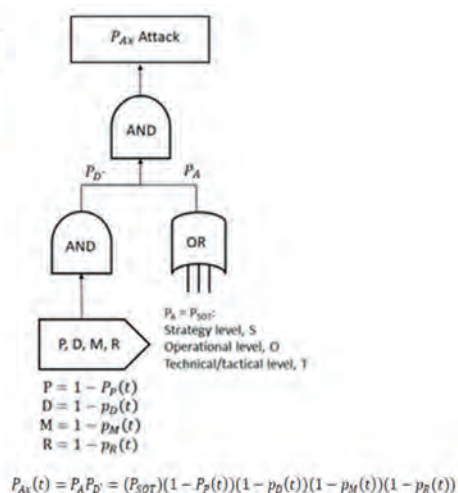 P_Ax Attack
AND
P_D' P_A
AND OR
P_A = P_SOT:
Strategy level, S
Operational level, O
Technical/tactical level, T
P, D, M, R
P = 1 − P_P(t)
D = 1 − p_D(t)
M = 1 − p_M(t)
R = 1 − p_R(t)
P_Ax(t) = P_A P_D' = (P_SOT)(1 − P_P(t))(1 − p_D(t))(1 − p_M(t))(1 − p_R(t))